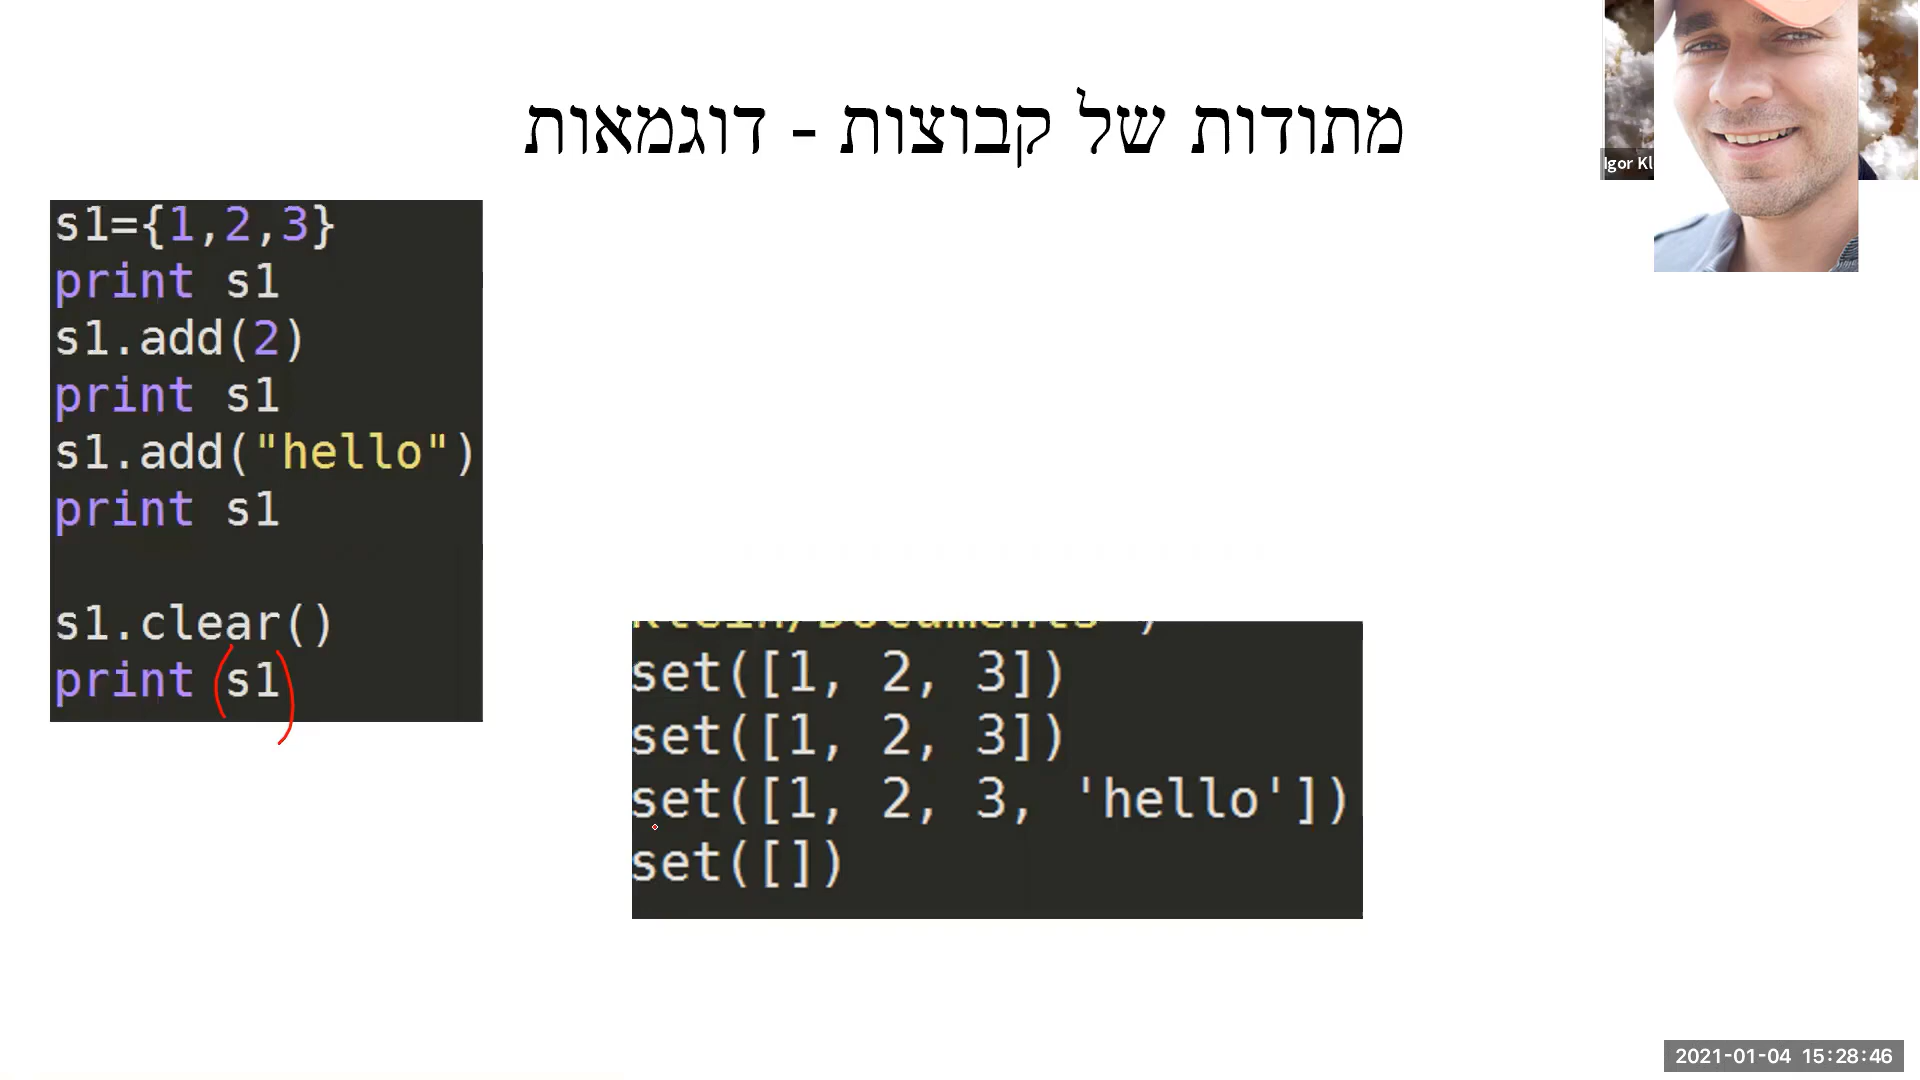 מתודות של קבוצות - דוגמאות
Igor Kl
s1={1,2,3}
print s1
s1.add(2)
print s1
s1.add("hello")
print s1
s1.clear()
print (s1)
Klein/Documents")
set([1, 2, 3])
set([1, 2, 3])
set([1, 2, 3, 'hello'])
set([])
2021-01-04 15:28:46